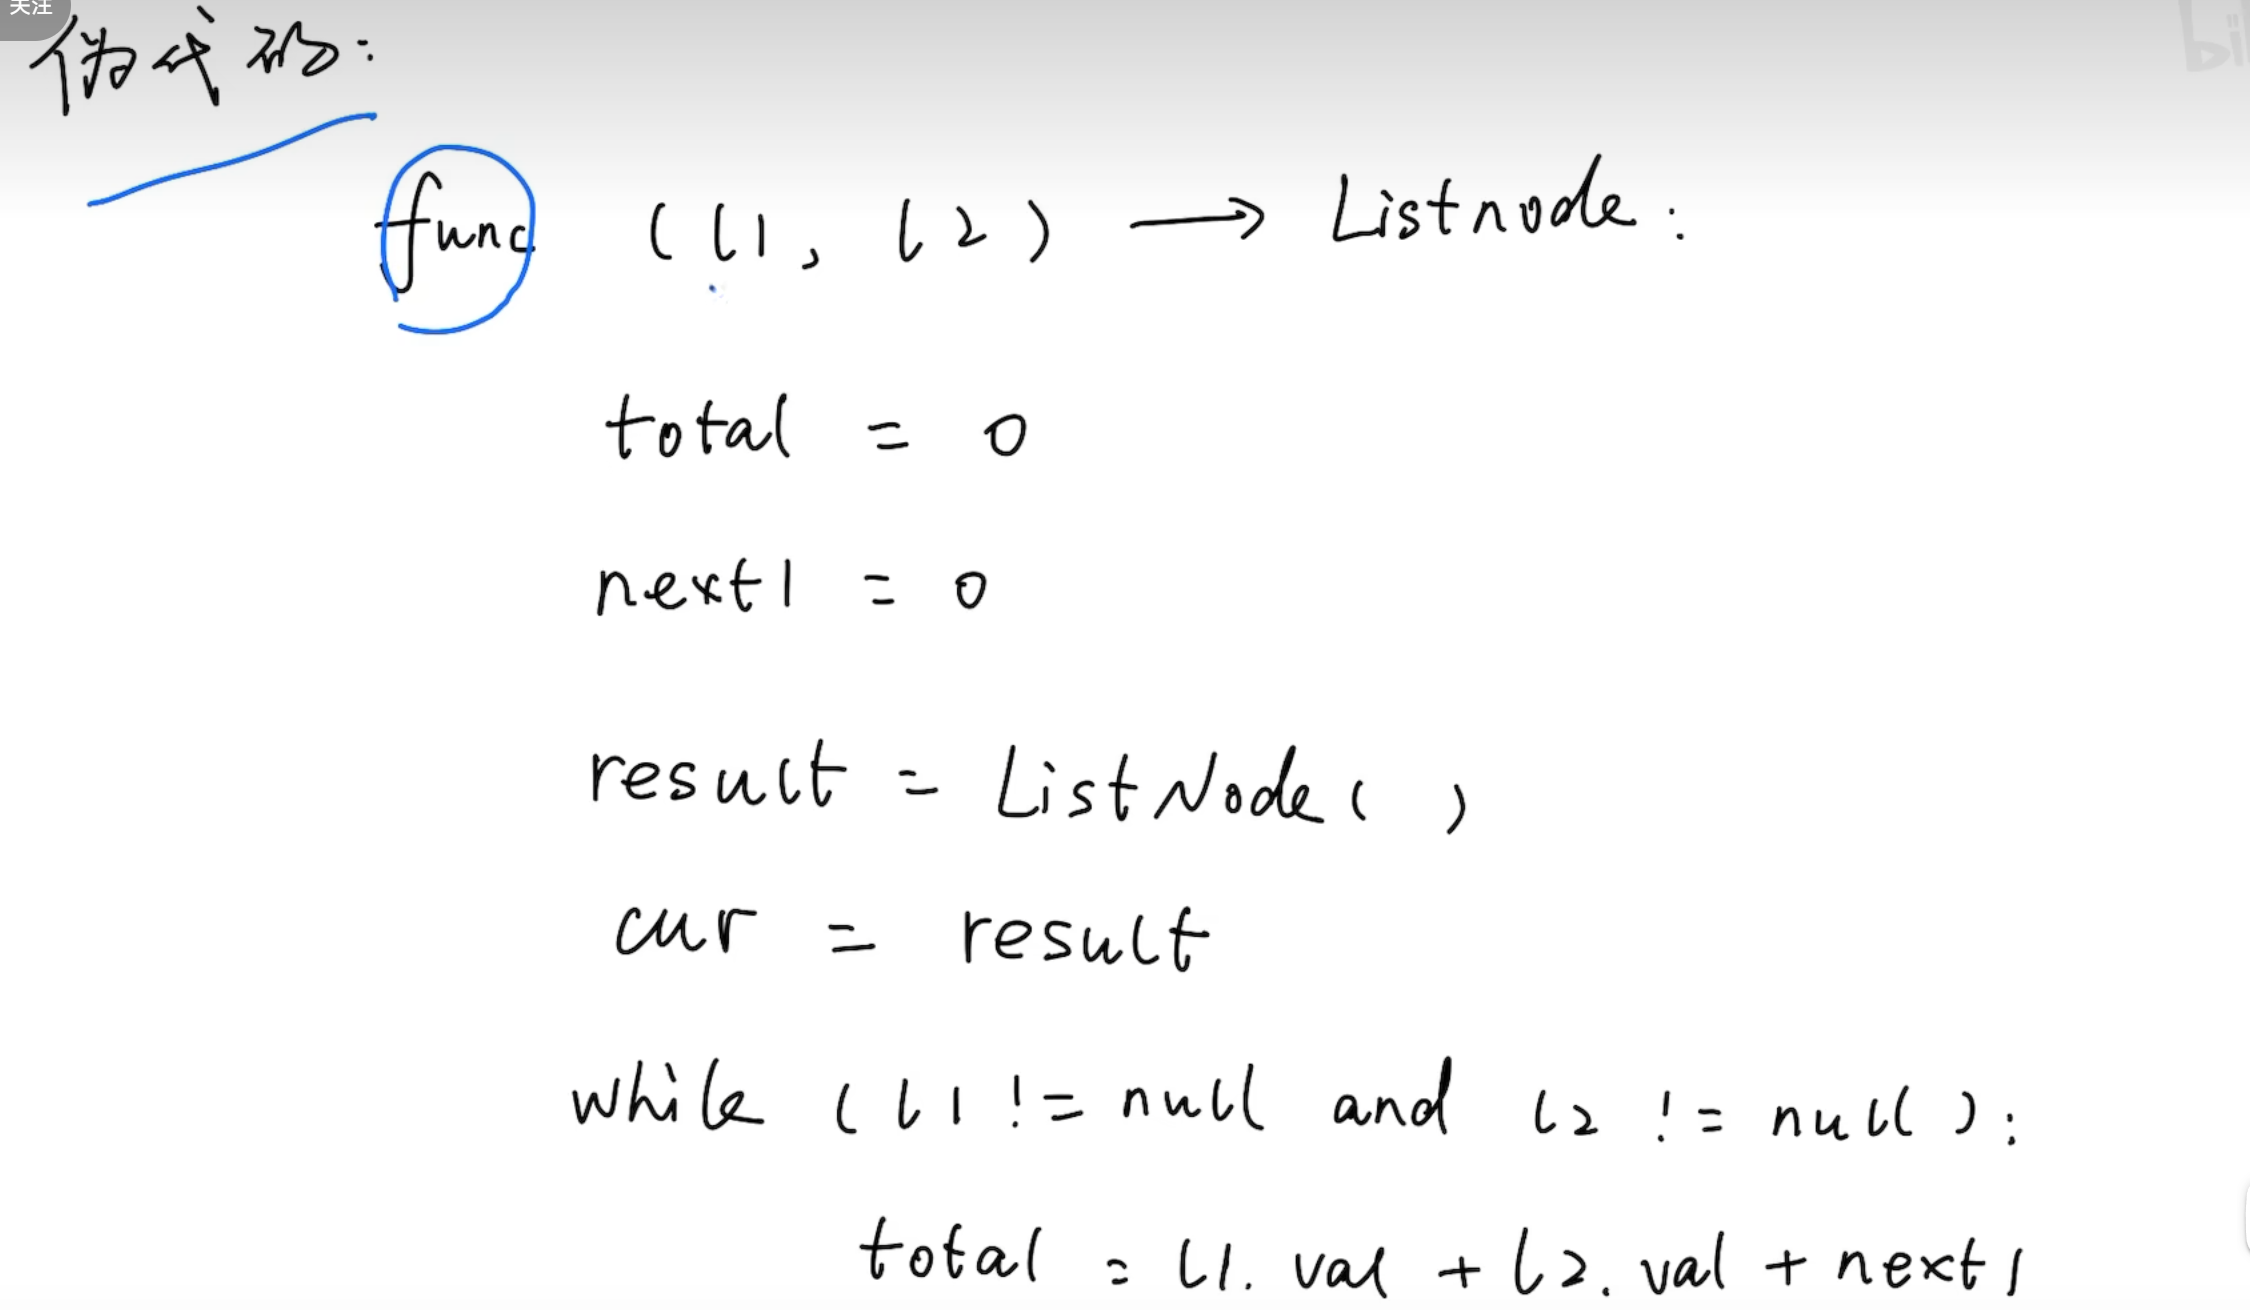 关注
伪代码:
func (l1, l2) → Listnode:
total = 0
next1 = 0
result = ListNode( )
cur = result
while (l1 != null and l2 != null):
total = l1.val + l2.val + next1